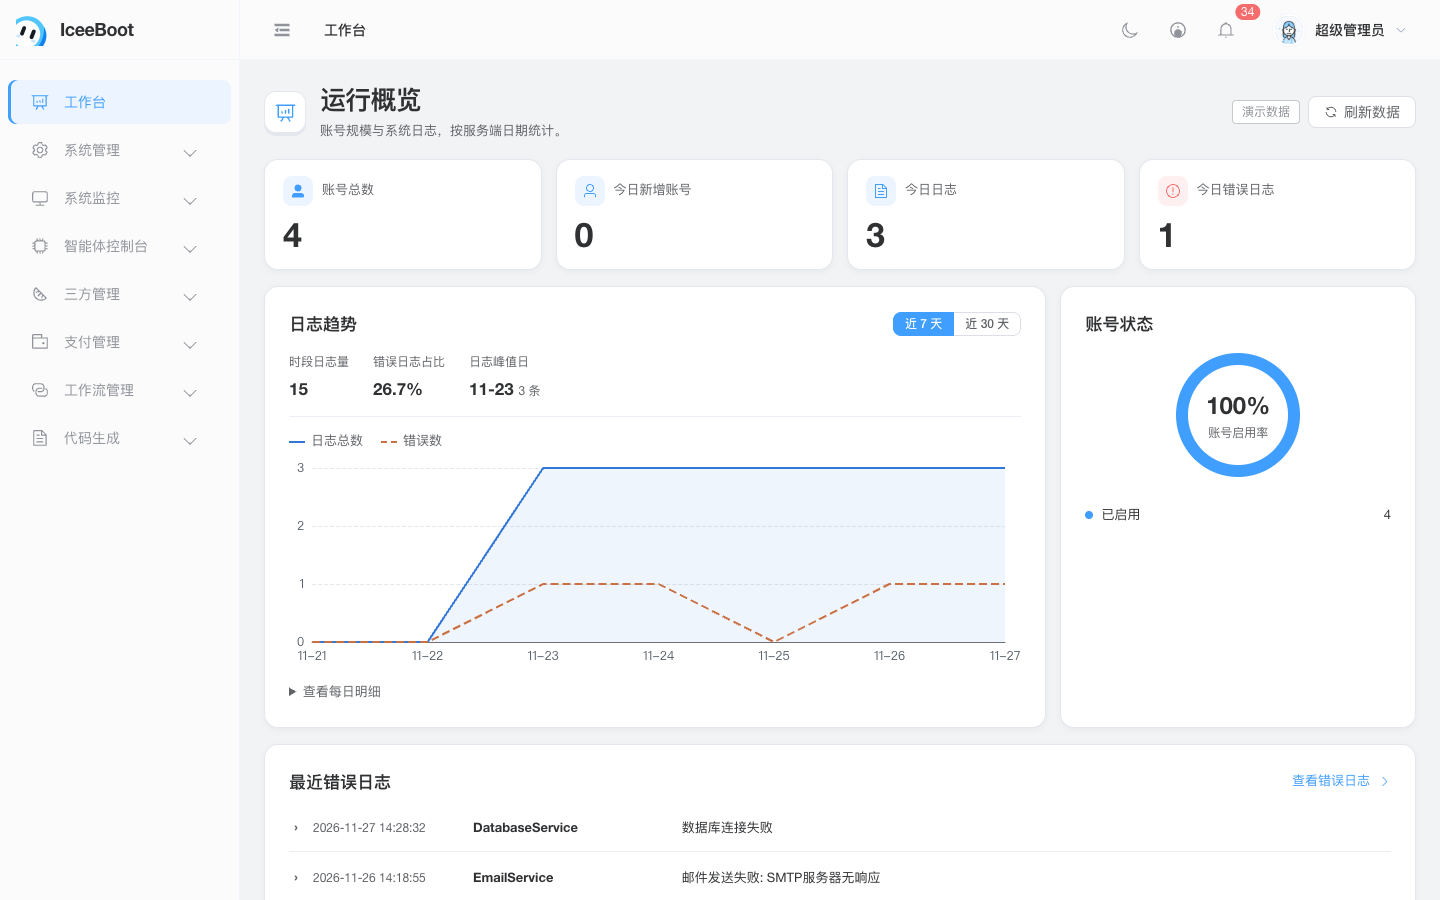 IceeBoot
工作台
34
超级管理员
工作台
系统管理
系统监控
智能体控制台
三方管理
支付管理
工作流管理
代码生成
运行概览
账号规模与系统日志，按服务端日期统计。
演示数据
刷新数据
账号总数
4
今日新增账号
0
今日日志
3
今日错误日志
1
日志趋势
近 7 天
近 30 天
时段日志量
错误日志占比
日志峰值日
15
26.7%
11-23 3 条
日志总数
错误数
3
2
1
0
11–21
11–22
11–23
11–24
11–25
11–26
11–27
查看每日明细
账号状态
100%
账号启用率
已启用
4
最近错误日志
查看错误日志
2026-11-27 14:28:32 DatabaseService 数据库连接失败
2026-11-26 14:18:55 EmailService 邮件发送失败: SMTP服务器无响应